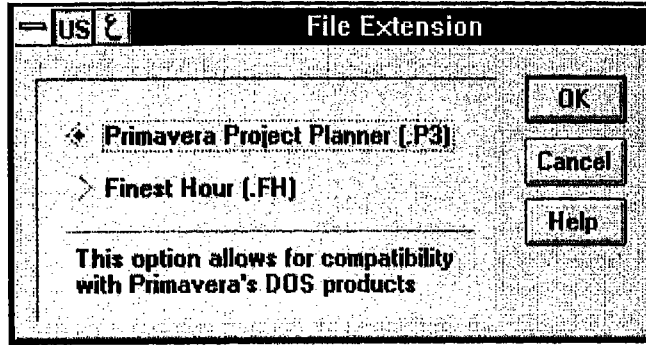 US ع File Extension
Primavera Project Planner (.P3)
Finest Hour (.FH)
This option allows for compatibility
with Primavera's DOS products
OK
Cancel
Help